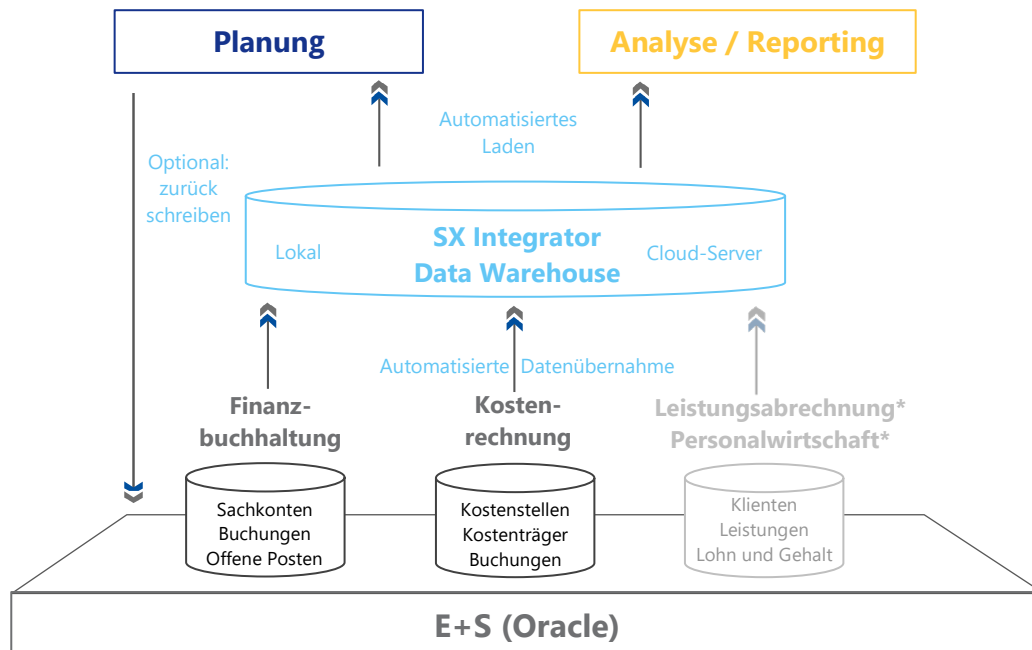 Planung
Analyse / Reporting
Automatisiertes
Laden
Optional:
zurück
schreiben
SX Integrator
Data Warehouse
Lokal
Cloud-Server
Automatisierte Datenübernahme
Finanz-
buchhaltung
Kosten-
rechnung
Leistungsabrechnung*
Personalwirtschaft*
Sachkonten
Buchungen
Offene Posten
Kostenstellen
Kostenträger
Buchungen
Klienten
Leistungen
Lohn und Gehalt
E+S (Oracle)